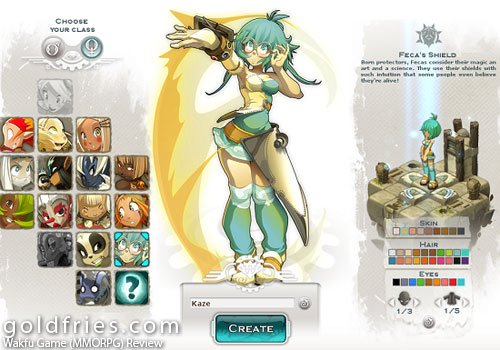 CHOOSE
YOUR CLASS
FECA'S SHIELD
Born protectors, Fecas consider their magic an
art and a science. They use their shields with
such intuition that some people even believe
they're alive!
SKIN
HAIR
EYES
1/3
1/5
Kaze
CREATE
?
goldfries.com
Wakfu Game (MMORPG) Review